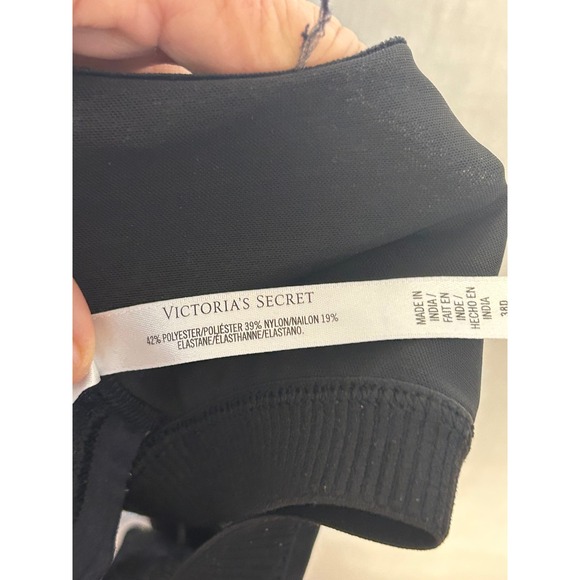 VICTORIA'S SECRET
42% POLYESTER/POLIÉSTER 39% NYLON/NAILON 19%
ELASTANE/ÉLASTHANNE/ELASTANO.
MADE IN
INDIA/
FAIT EN
INDE/
HECHO EN
INDIA
38D